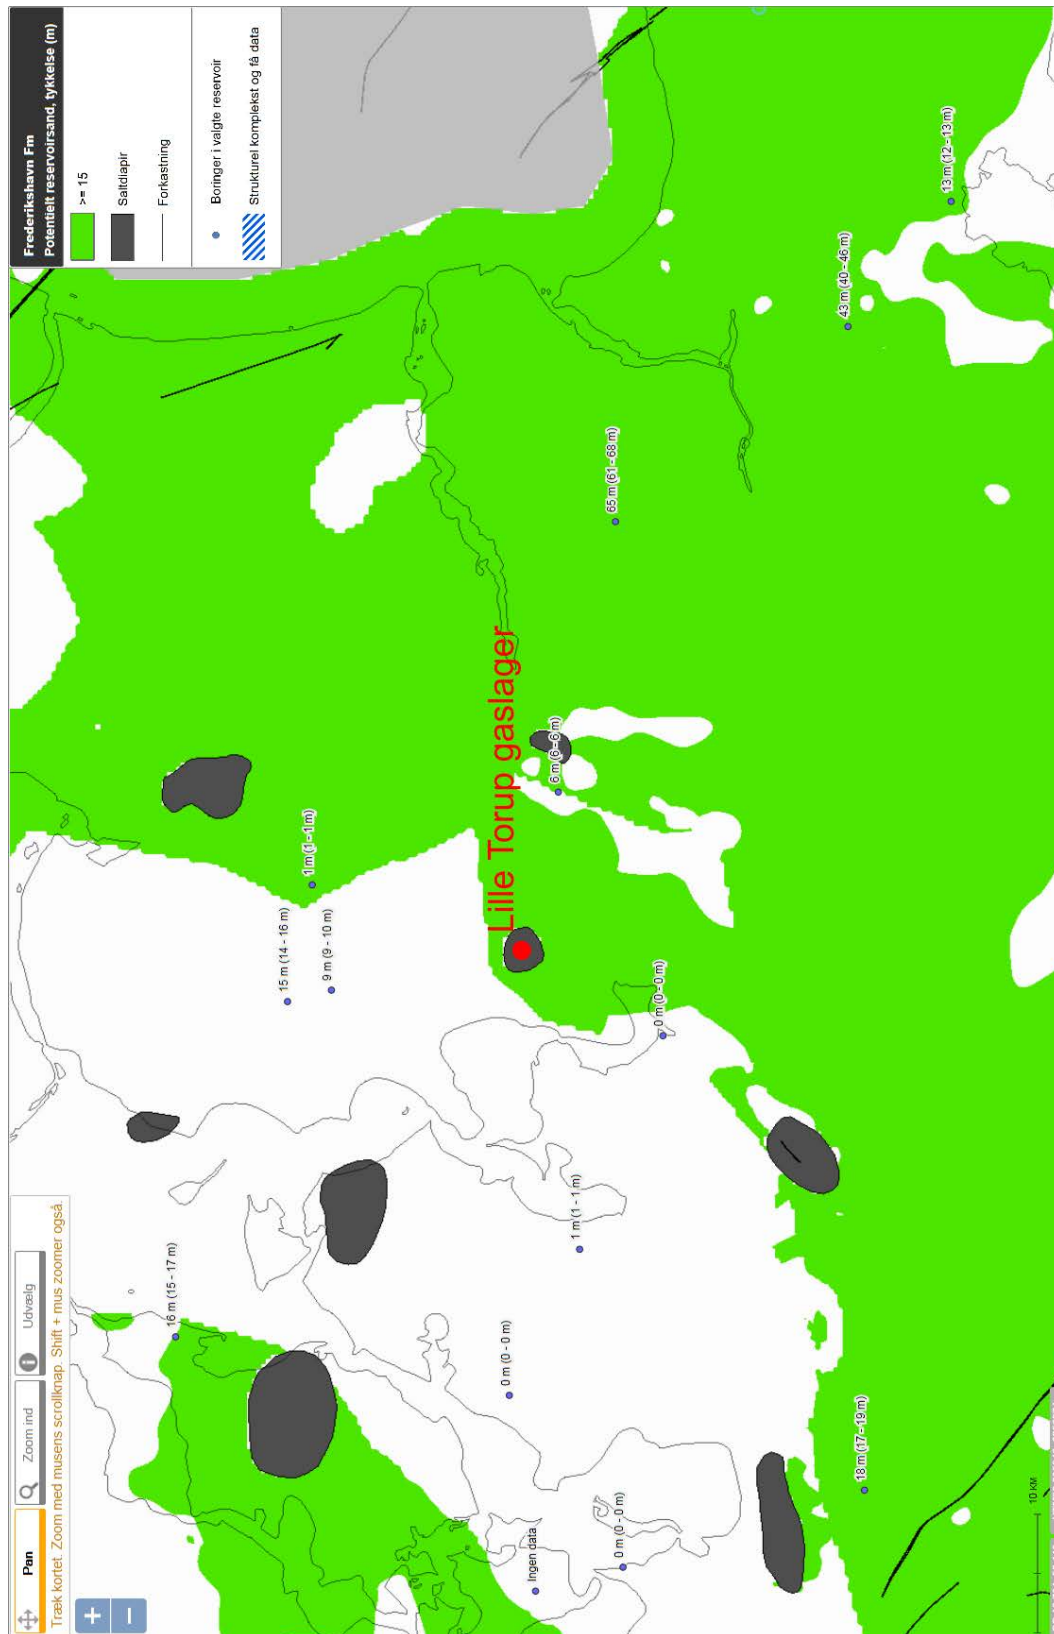 Pan
Zoom ind
Udvælg
Træk kortet. Zoom med musens scrollknap. Shift + mus zoomer også.
+
−
Frederikshavn Fm
Potentielt reservoirsand, tykkelse (m)
>= 15
Saltdiapir
Forkastning
Boringer i valgte reservoir
Strukturel komplekst og få data
16 m (15 - 17 m)
15 m (14 - 16 m)
9 m (9 - 10 m)
1 m (1 - 1 m)
Lille Torup gaslager
0 m (0 - 0 m)
Ingen data
1 m (1 - 1 m)
6 m (6 - 6 m)
65 m (61 - 68 m)
0 m (0 - 0 m)
0 m (0 - 0 m)
43 m (40 - 46 m)
18 m (17 - 19 m)
13 m (12 - 13 m)
10 KM